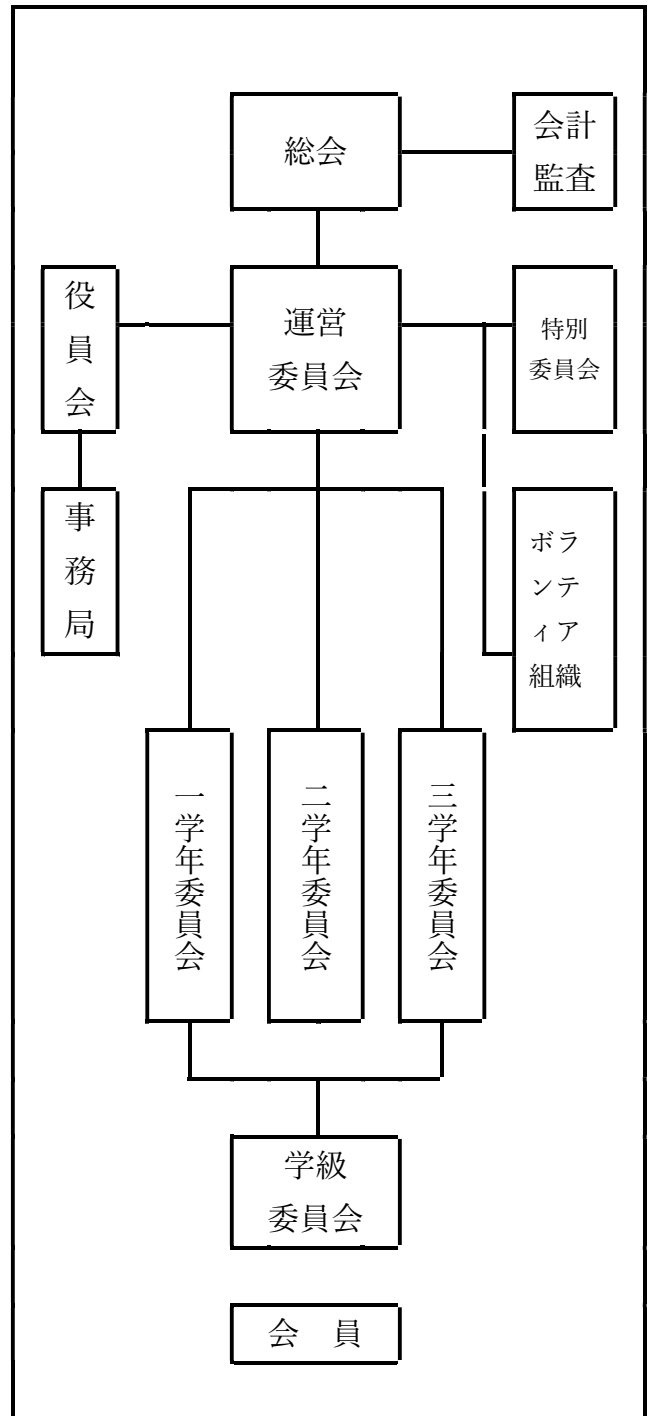 総会
会計
監査
役員会
運営
委員会
特別
委員会
事務局
ボラ
ンテ
ィア
組織
一学年委員会
二学年委員会
三学年委員会
学級
委員会
会　員